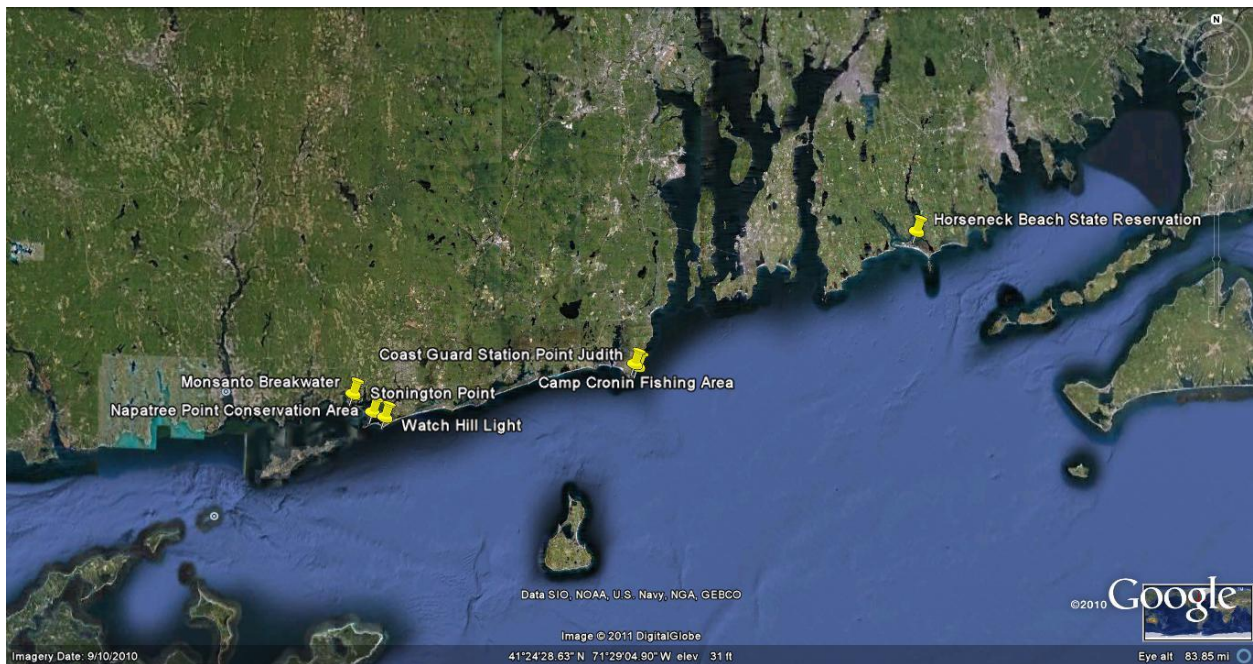 N
Horseneck Beach State Reservation
Coast Guard Station Point Judith
Camp Cronin Fishing Area
Monsanto Breakwater
Stonington Point
Napatree Point Conservation Area
Watch Hill Light
Data SIO, NOAA, U.S. Navy, NGA, GEBCO
©2010 Google
Image © 2011 DigitalGlobe
Imagery Date: 9/10/2010
41°24'28.63" N 71°29'04.90" W elev 31 ft
Eye alt 83.85 mi